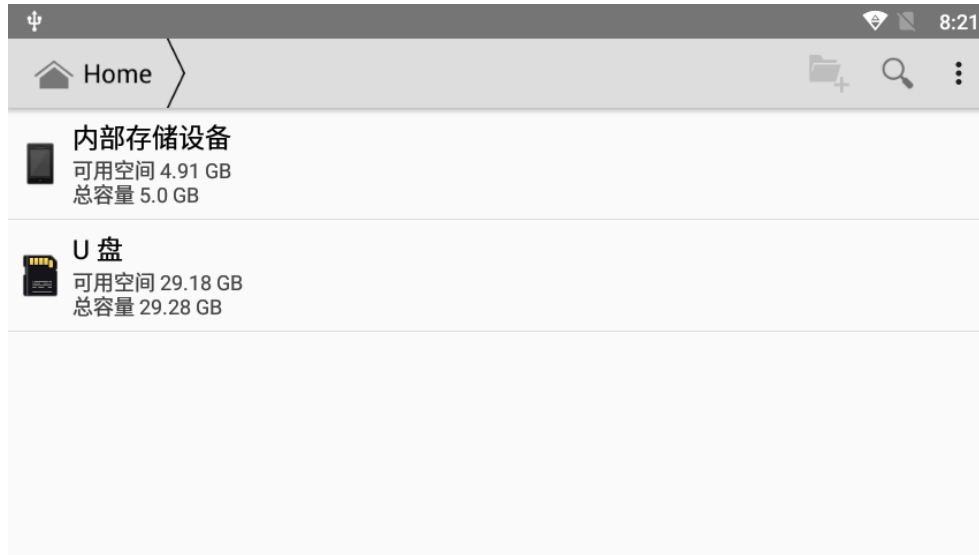 8:21
Home
内部存储设备
可用空间 4.91 GB
总容量 5.0 GB
U 盘
可用空间 29.18 GB
总容量 29.28 GB